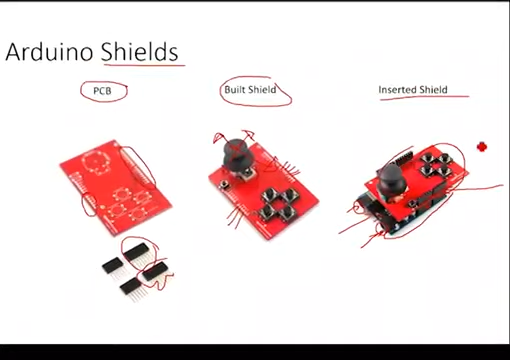 Arduino Shields
PCB
Built Shield
Inserted Shield